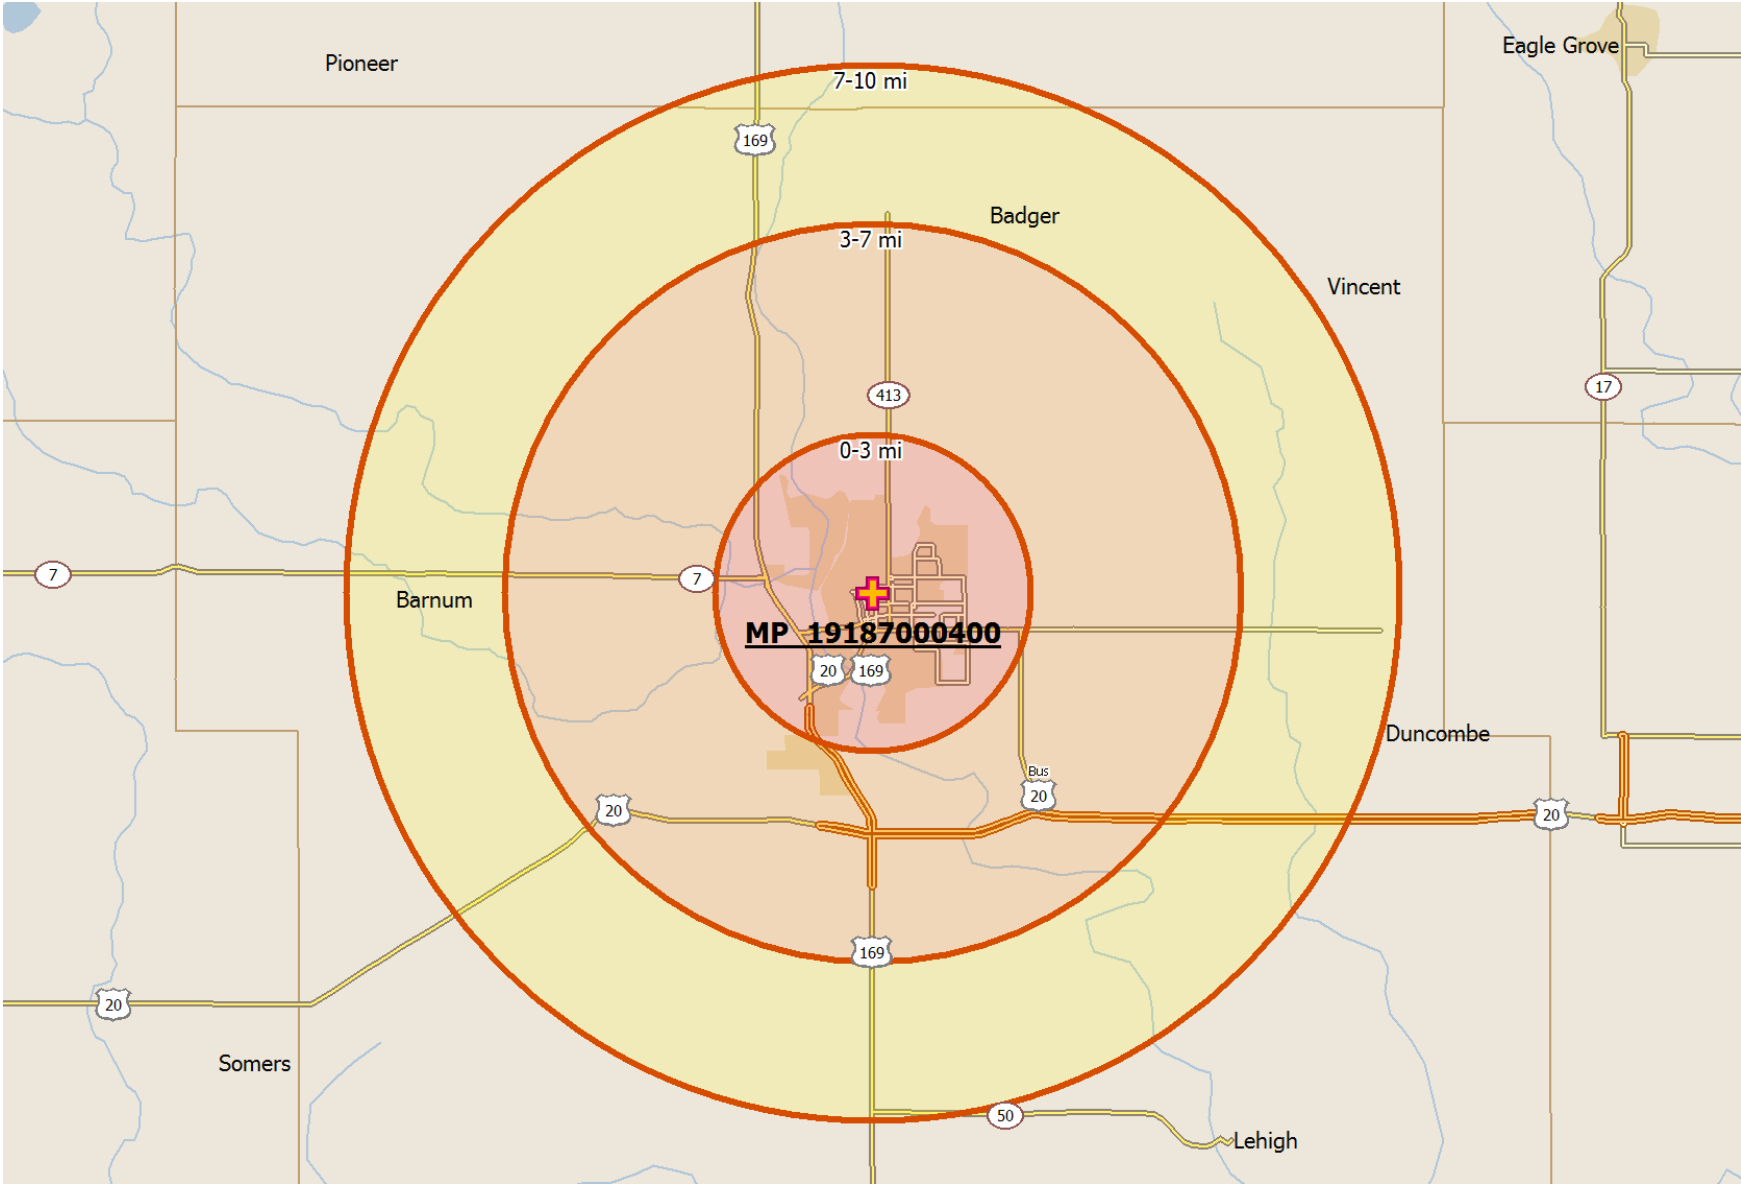 Eagle Grove
Pioneer
7-10 mi
169
Badger
3-7 mi
Vincent
17
413
0-3 mi
7
7
Barnum
MP 19187000400
20
169
Duncombe
Bus
20
20
20
169
20
Somers
50
Lehigh